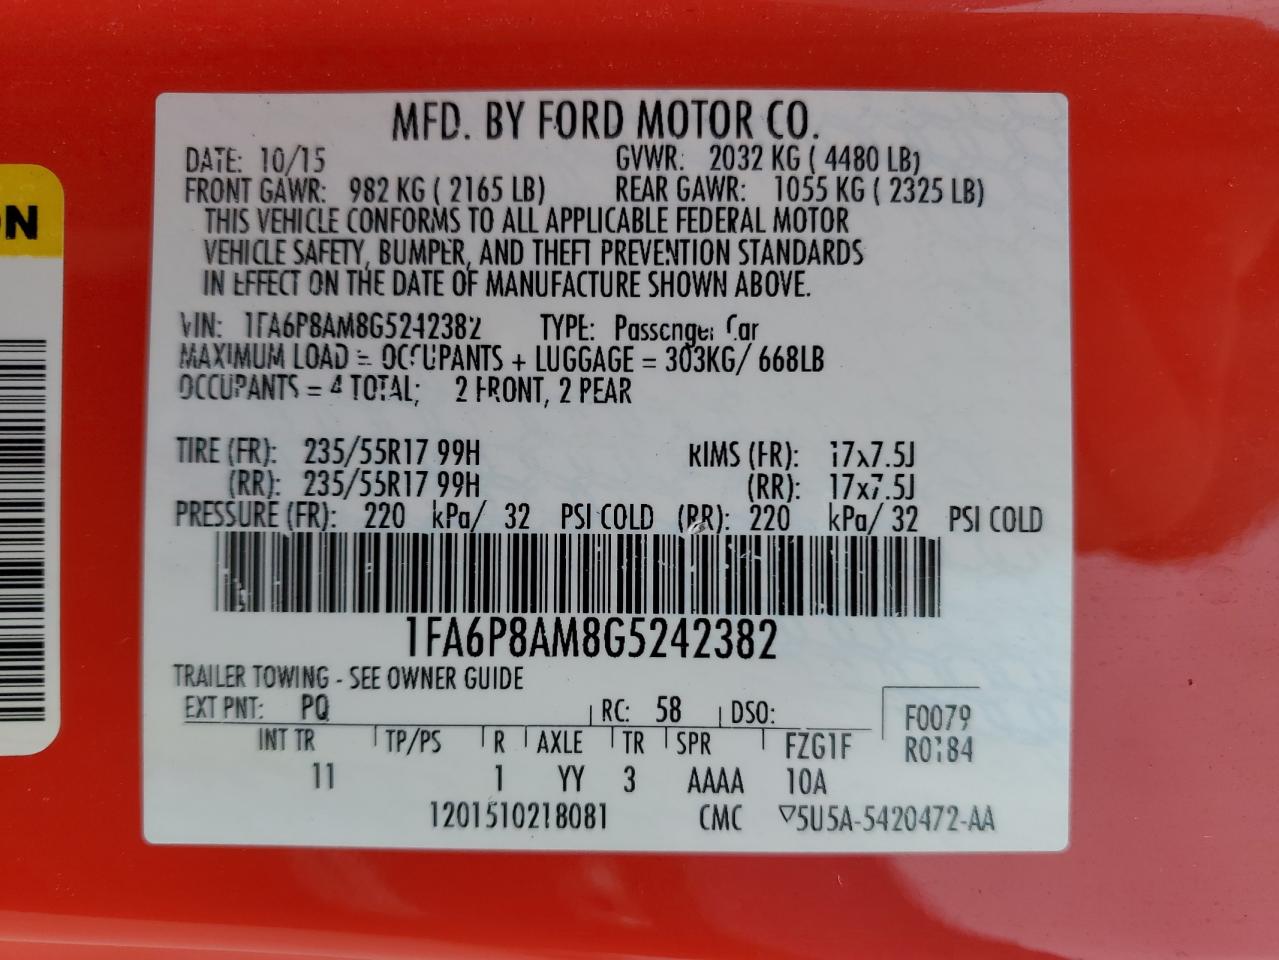 MFD. BY FORD MOTOR CO.
DATE: 10/15 GVWR: 2032 KG ( 4480 LB)
FRONT GAWR: 982 KG ( 2165 LB) REAR GAWR: 1055 KG ( 2325 LB)
THIS VEHICLE CONFORMS TO ALL APPLICABLE FEDERAL MOTOR
VEHICLE SAFETY, BUMPER, AND THEFT PREVENTION STANDARDS
IN EFFECT ON THE DATE OF MANUFACTURE SHOWN ABOVE.
VIN: 1FA6P8AM8G5242382 TYPE: Passenger Car
MAXIMUM LOAD = OCCUPANTS + LUGGAGE = 303KG/ 668LB
OCCUPANTS = 4 TOTAL; 2 FRONT, 2 REAR
TIRE (FR): 235/55R17 99H RIMS (FR): 17x7.5J
(RR): 235/55R17 99H (RR): 17x7.5J
PRESSURE (FR): 220 kPa/ 32 PSI COLD (RR): 220 kPa/ 32 PSI COLD
1FA6P8AM8G5242382
TRAILER TOWING - SEE OWNER GUIDE
EXT PNT: PQ RC: 58 DSO: F0079
INT TR TP/PS R AXLE TR SPR FZG1F R0184
11 1 YY 3 AAAA 10A
1201510218081 CMC ▽5U5A-5420472-AA
ON